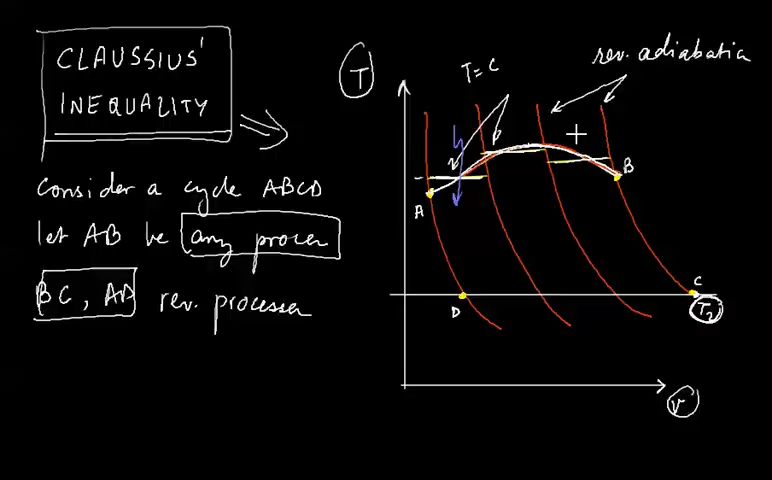 CLAUSSIUS'
INEQUALITY
Consider a cycle ABCD
let AB be any process
BC, AD rev. processes
T
T=c
rev. adiabatic
A
B
D
C
T2
v